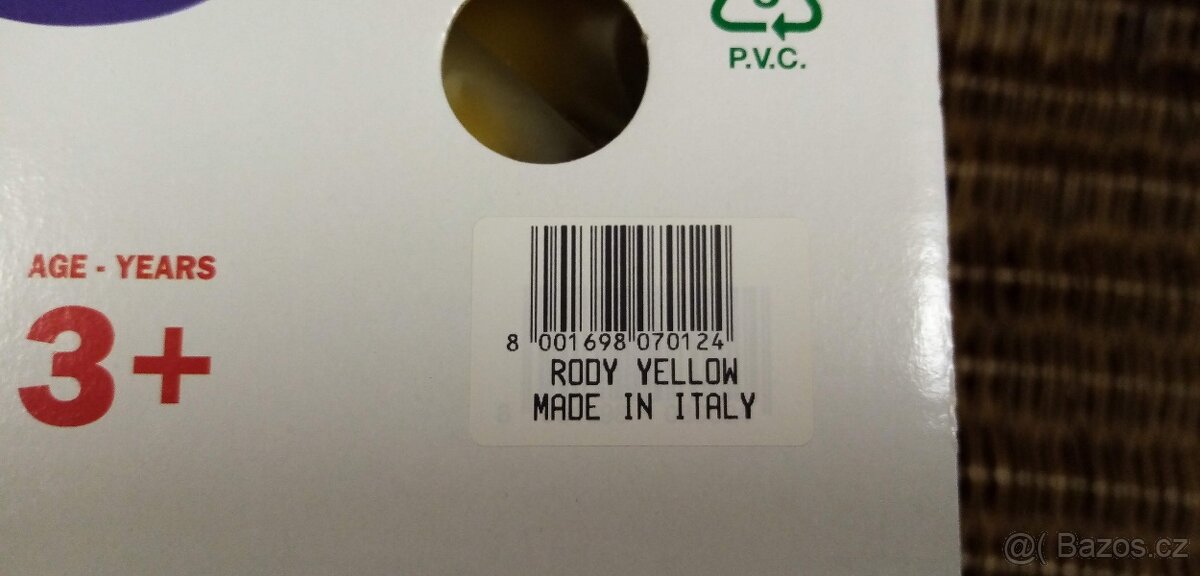 P.V.C.
AGE - YEARS
3+
8 001698 070124
RODY YELLOW
MADE IN ITALY
@( Bazos.cz